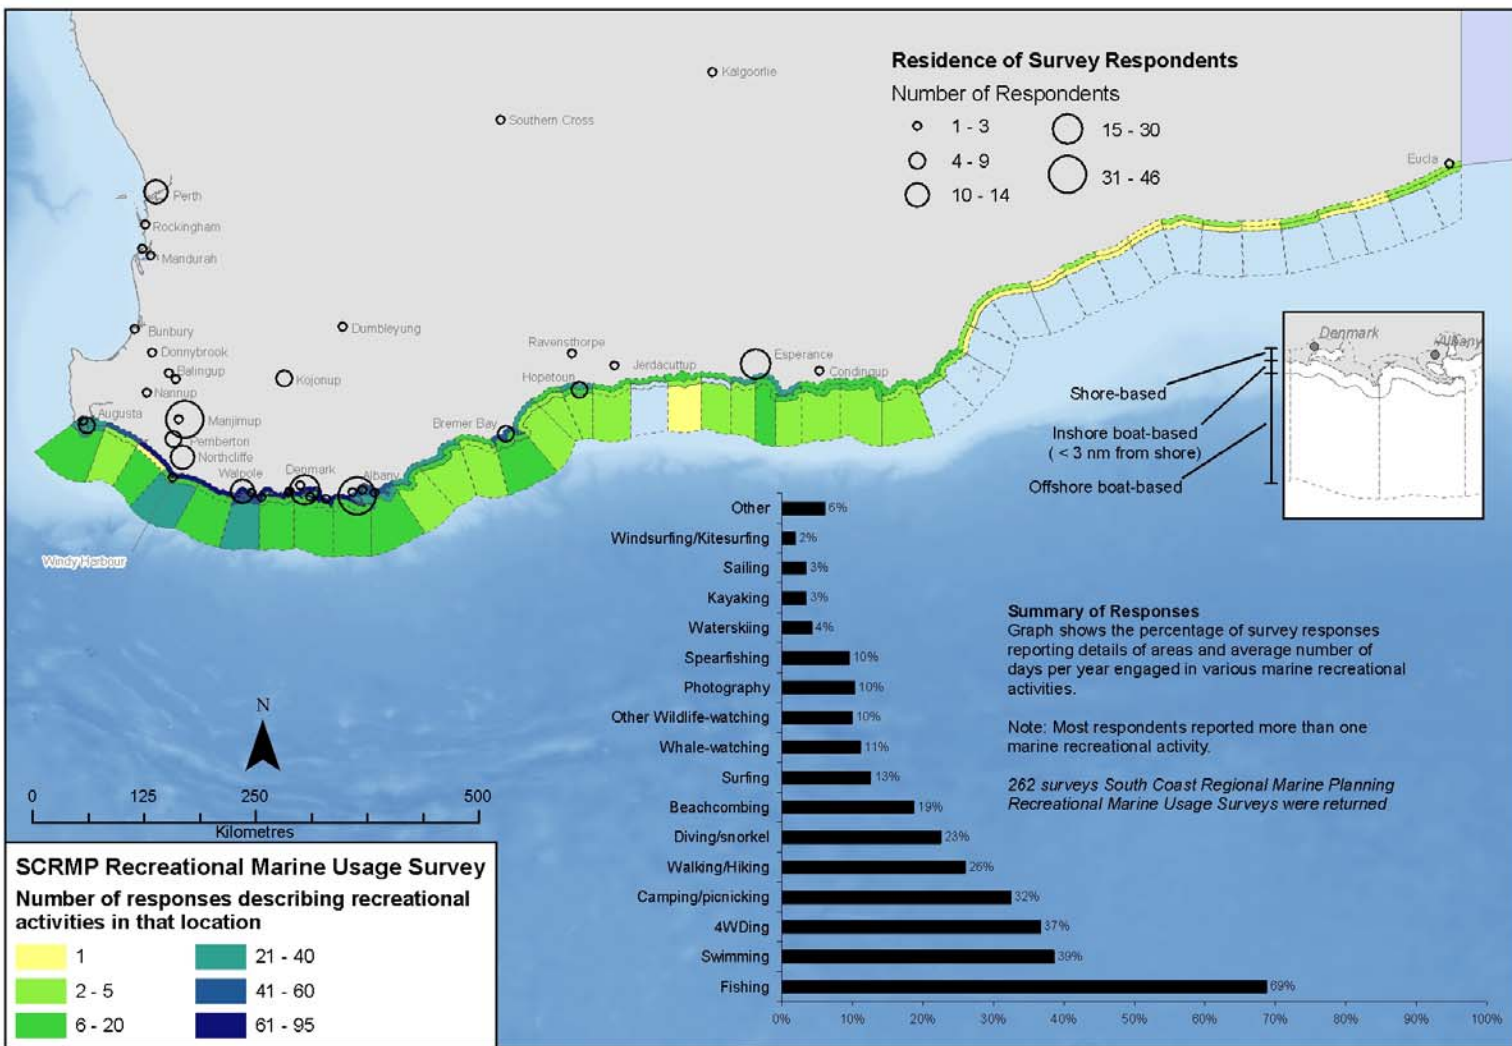 Residence of Survey Respondents
Number of Respondents
1 - 3
15 - 30
4 - 9
31 - 46
10 - 14
Kalgoorlie
Southern Cross
Eucla
Perth
Rockingham
Mandurah
Bunbury
Dumbleyung
Donnybrook
Balingup
Nannup
Kojonup
Ravensthorpe
Jerdacuttup
Esperance
Condingup
Hopetoun
Augusta
Manjimup
Pemberton
Northcliffe
Bremer Bay
Walpole
Denmark
Albany
Windy Harbour
Denmark
Albany
Shore-based
Inshore boat-based
( < 3 nm from shore)
Offshore boat-based
Other
6%
Windsurfing/Kitesurfing
2%
Sailing
3%
Kayaking
3%
Waterskiing
4%
Spearfishing
10%
Photography
10%
Other Wildlife-watching
10%
Whale-watching
11%
Surfing
13%
Beachcombing
19%
Diving/snorkel
23%
Walking/Hiking
26%
Camping/picnicking
32%
4WDing
37%
Swimming
39%
Fishing
69%
0%
10%
20%
30%
40%
50%
60%
70%
80%
90%
100%
Summary of Responses
Graph shows the percentage of survey responses
reporting details of areas and average number of
days per year engaged in various marine recreational
activities.
Note: Most respondents reported more than one
marine recreational activity.
262 surveys South Coast Regional Marine Planning
Recreational Marine Usage Surveys were returned
N
0
125
250
500
Kilometres
SCRMP Recreational Marine Usage Survey
Number of responses describing recreational
activities in that location
1
21 - 40
2 - 5
41 - 60
6 - 20
61 - 95